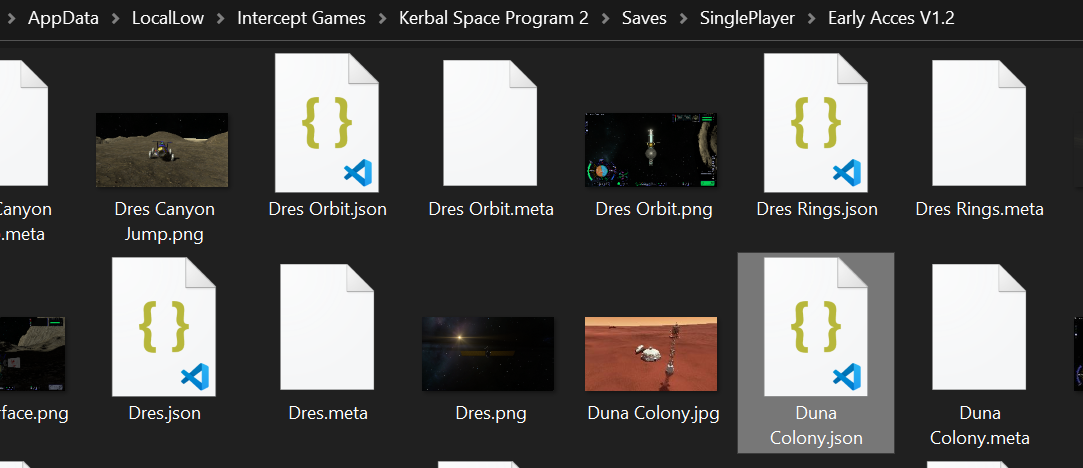 AppData > LocalLow > Intercept Games > Kerbal Space Program 2 > Saves > SinglePlayer > Early Acces V1.2
Canyon
.meta
Dres Canyon
Jump.png
Dres Orbit.json
Dres Orbit.meta
Dres Orbit.png
Dres Rings.json
Dres Rings.meta
rface.png
Dres.json
Dres.meta
Dres.png
Duna Colony.jpg
Duna
Colony.json
Duna
Colony.meta